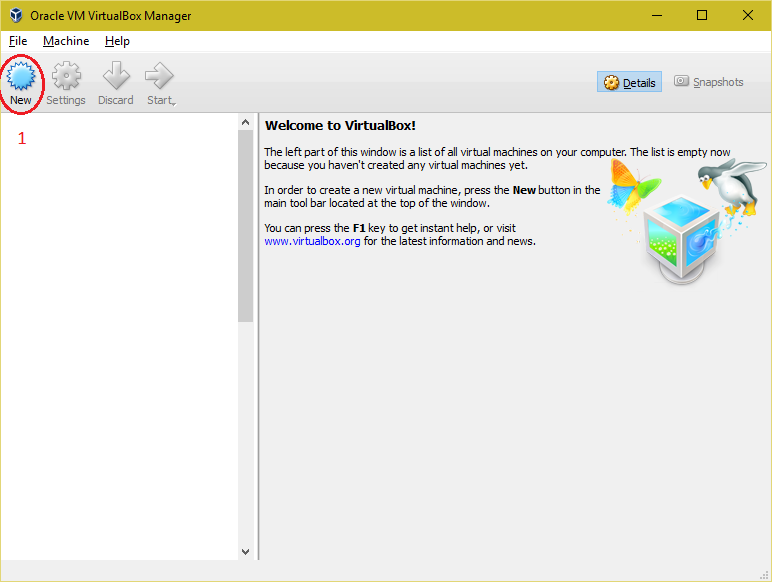 Oracle VM VirtualBox Manager
File Machine Help
New Settings Discard Start Details Snapshots
1
Welcome to VirtualBox!
The left part of this window is a list of all virtual machines on your computer. The list is empty now
because you haven't created any virtual machines yet.
In order to create a new virtual machine, press the New button in the
main tool bar located at the top of the window.
You can press the F1 key to get instant help, or visit
www.virtualbox.org for the latest information and news.